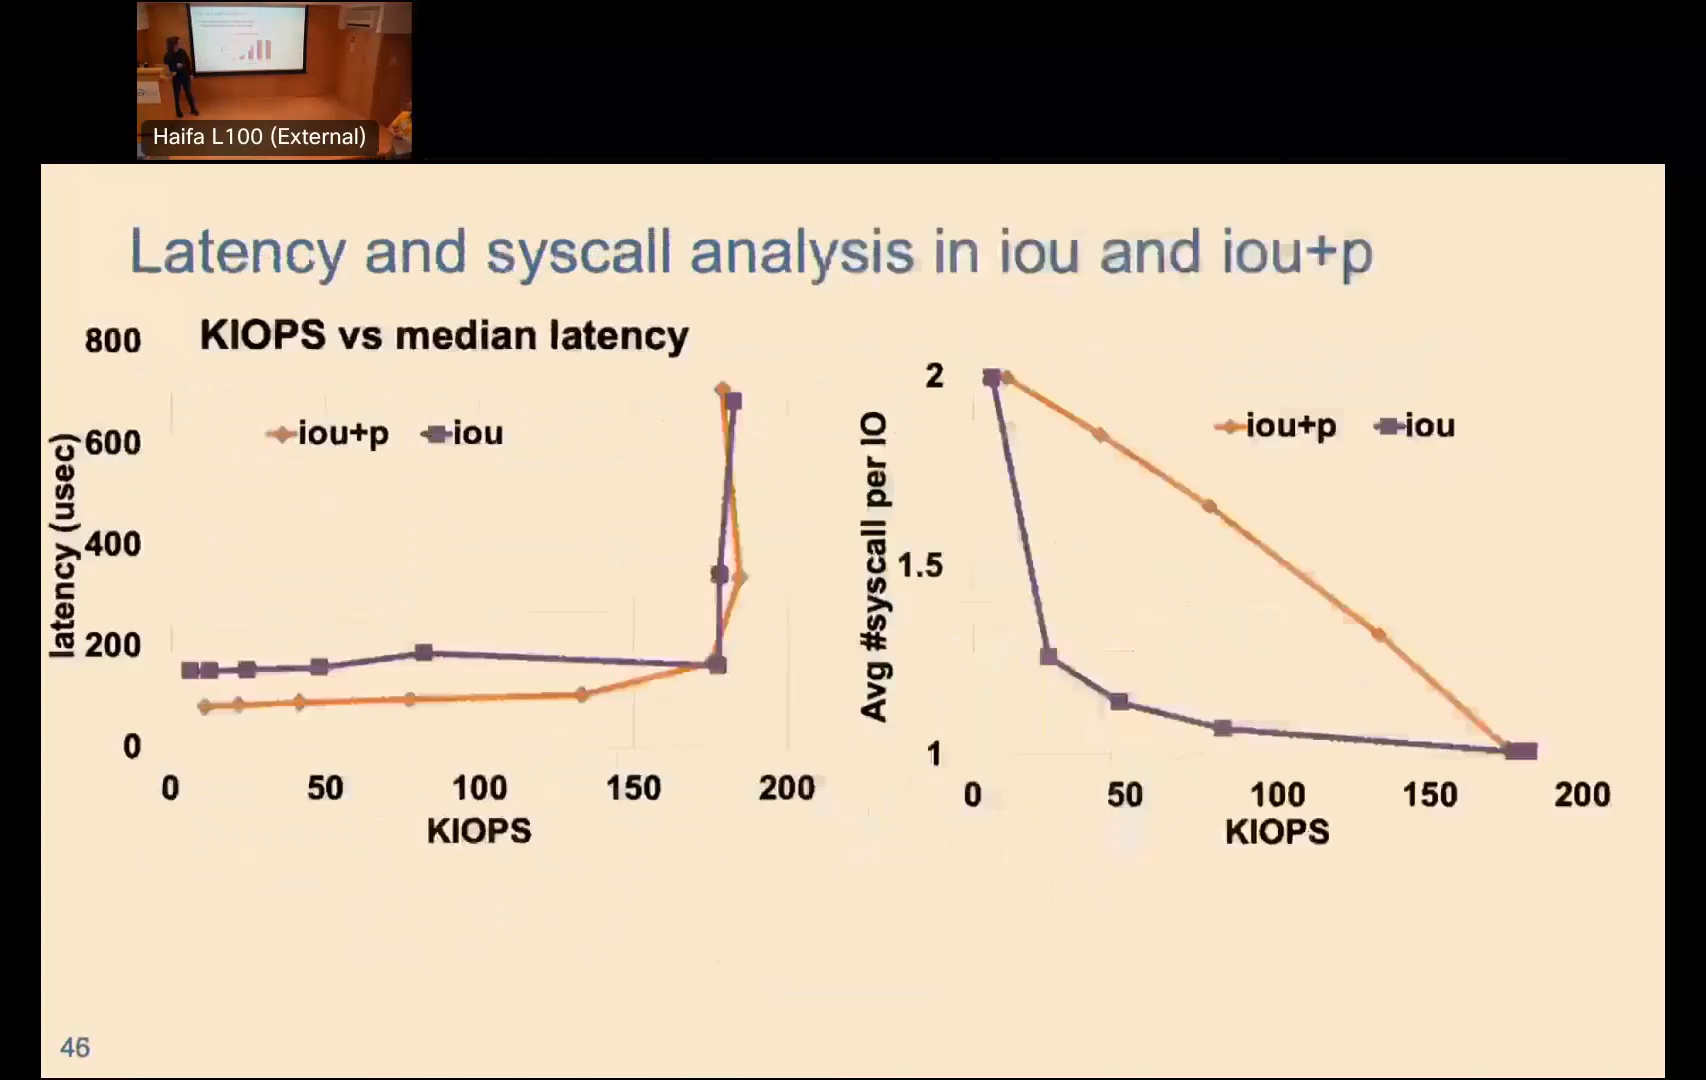 Haifa L100 (External)
Latency and syscall analysis in iou and iou+p
KIOPS vs median latency
800
600
400
200
0
latency (usec)
iou+p
iou
0 50 100 150 200
KIOPS
2
1.5
1
Avg #syscall per IO
iou+p
iou
0 50 100 150 200
KIOPS
46